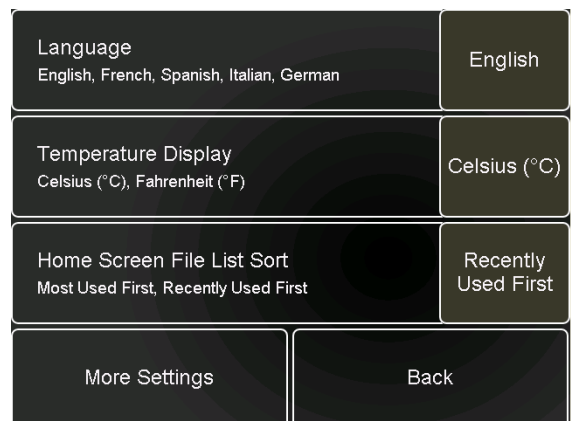 Language
English, French, Spanish, Italian, German
English
Temperature Display
Celsius (°C), Fahrenheit (°F)
Celsius (°C)
Home Screen File List Sort
Most Used First, Recently Used First
Recently
Used First
More Settings
Back